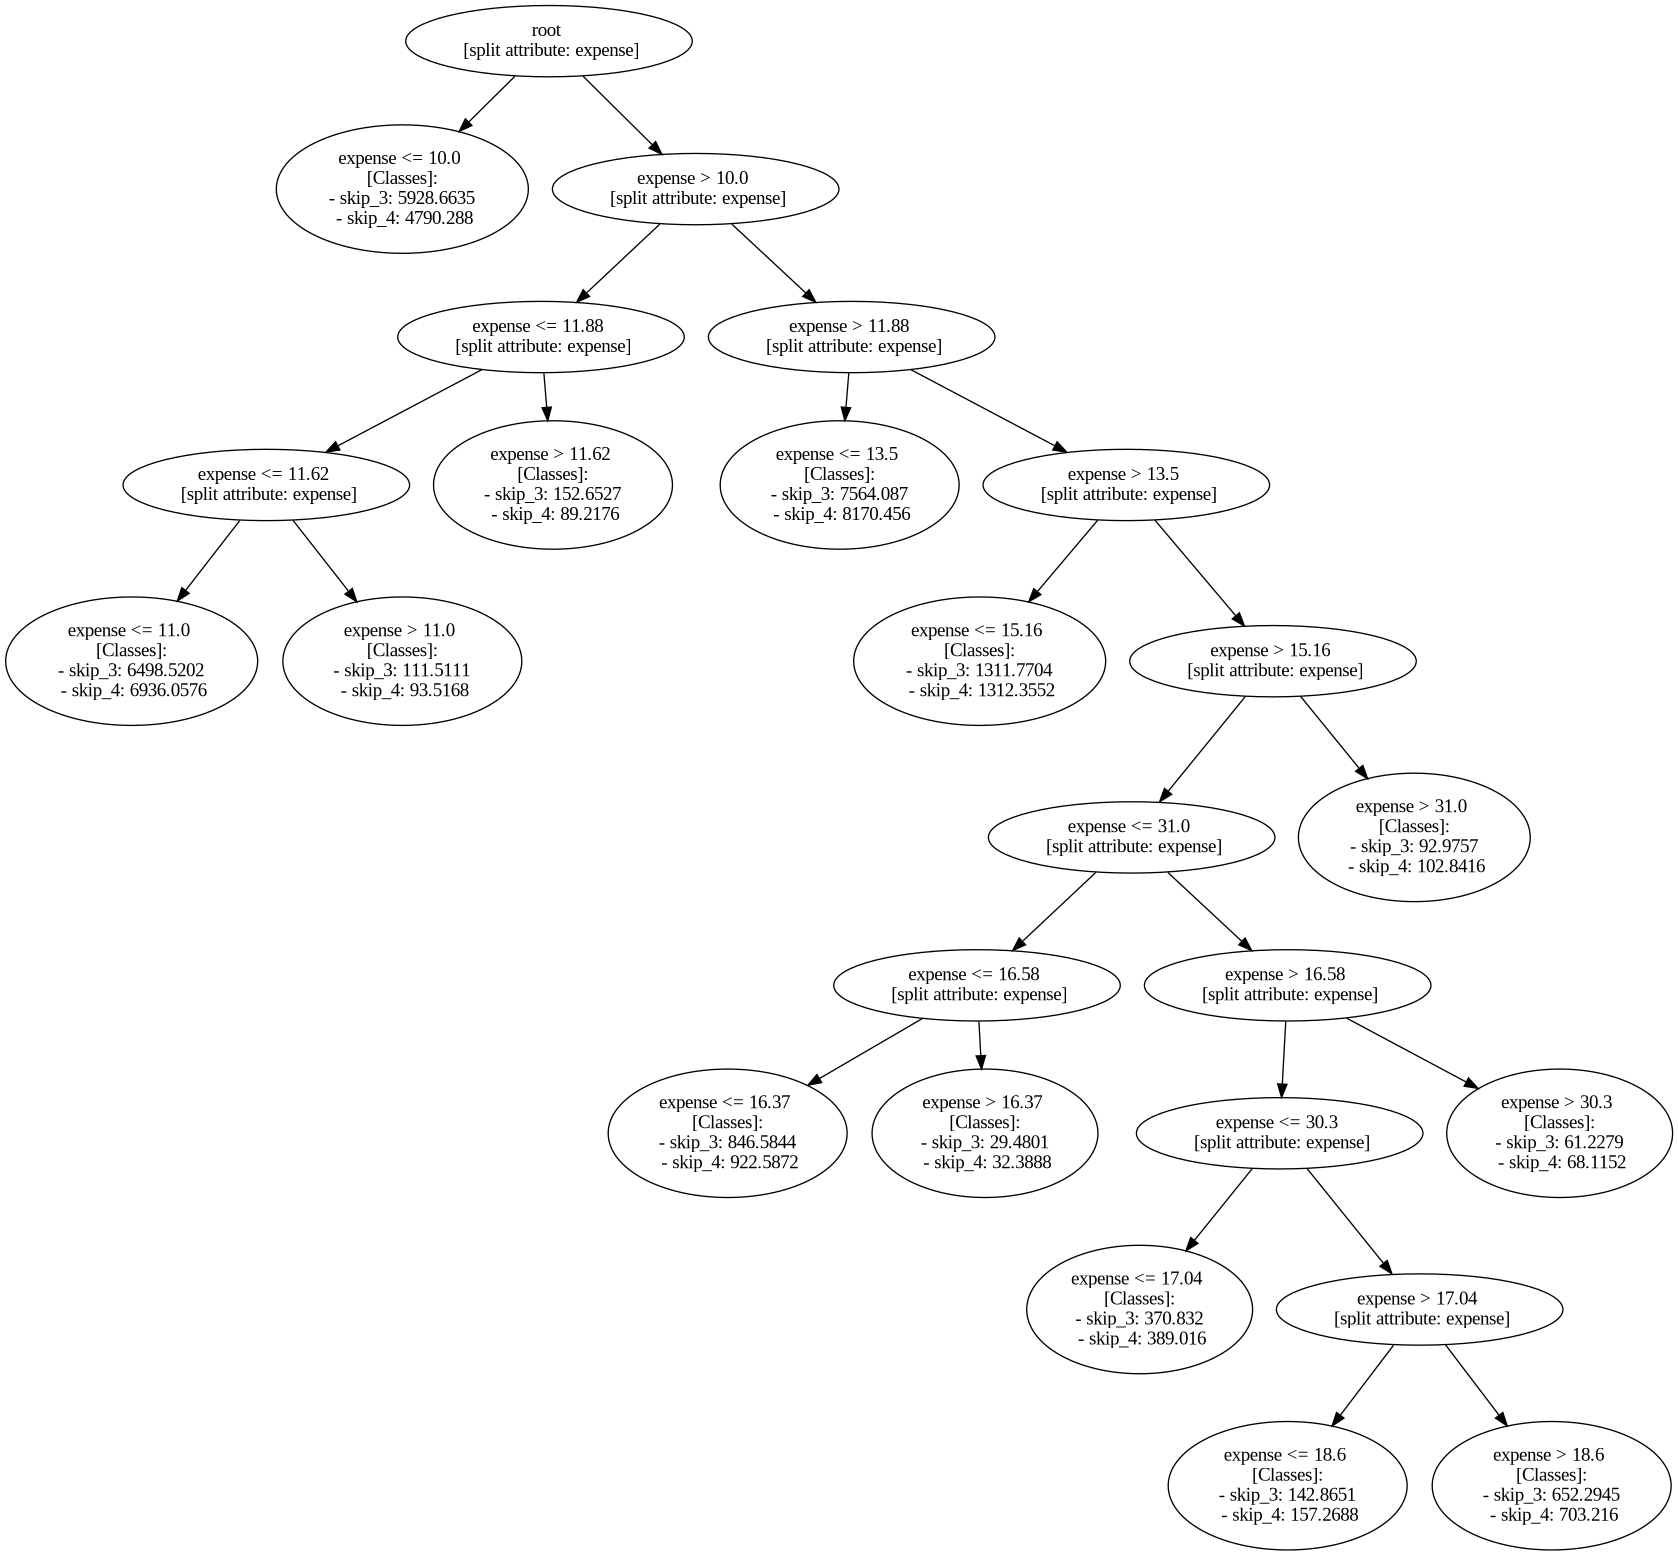 root
[split attribute: expense]
expense <= 10.0
[Classes]:
- skip_3: 5928.6635
- skip_4: 4790.288
expense > 10.0
[split attribute: expense]
expense <= 11.88
[split attribute: expense]
expense > 11.88
[split attribute: expense]
expense <= 11.62
[split attribute: expense]
expense > 11.62
[Classes]:
- skip_3: 152.6527
- skip_4: 89.2176
expense <= 13.5
[Classes]:
- skip_3: 7564.087
- skip_4: 8170.456
expense > 13.5
[split attribute: expense]
expense <= 11.0
[Classes]:
- skip_3: 6498.5202
- skip_4: 6936.0576
expense > 11.0
[Classes]:
- skip_3: 111.5111
- skip_4: 93.5168
expense <= 15.16
[Classes]:
- skip_3: 1311.7704
- skip_4: 1312.3552
expense > 15.16
[split attribute: expense]
expense <= 31.0
[split attribute: expense]
expense > 31.0
[Classes]:
- skip_3: 92.9757
- skip_4: 102.8416
expense <= 16.58
[split attribute: expense]
expense > 16.58
[split attribute: expense]
expense <= 16.37
[Classes]:
- skip_3: 846.5844
- skip_4: 922.5872
expense > 16.37
[Classes]:
- skip_3: 29.4801
- skip_4: 32.3888
expense <= 30.3
[split attribute: expense]
expense > 30.3
[Classes]:
- skip_3: 61.2279
- skip_4: 68.1152
expense <= 17.04
[Classes]:
- skip_3: 370.832
- skip_4: 389.016
expense > 17.04
[split attribute: expense]
expense <= 18.6
[Classes]:
- skip_3: 142.8651
- skip_4: 157.2688
expense > 18.6
[Classes]:
- skip_3: 652.2945
- skip_4: 703.216